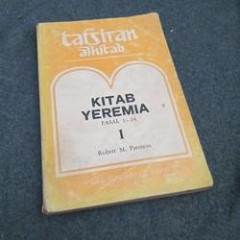 tafsiran
alkitab
KITAB
YEREMIA
PASAL 1-24
1
Robert M. Paterson